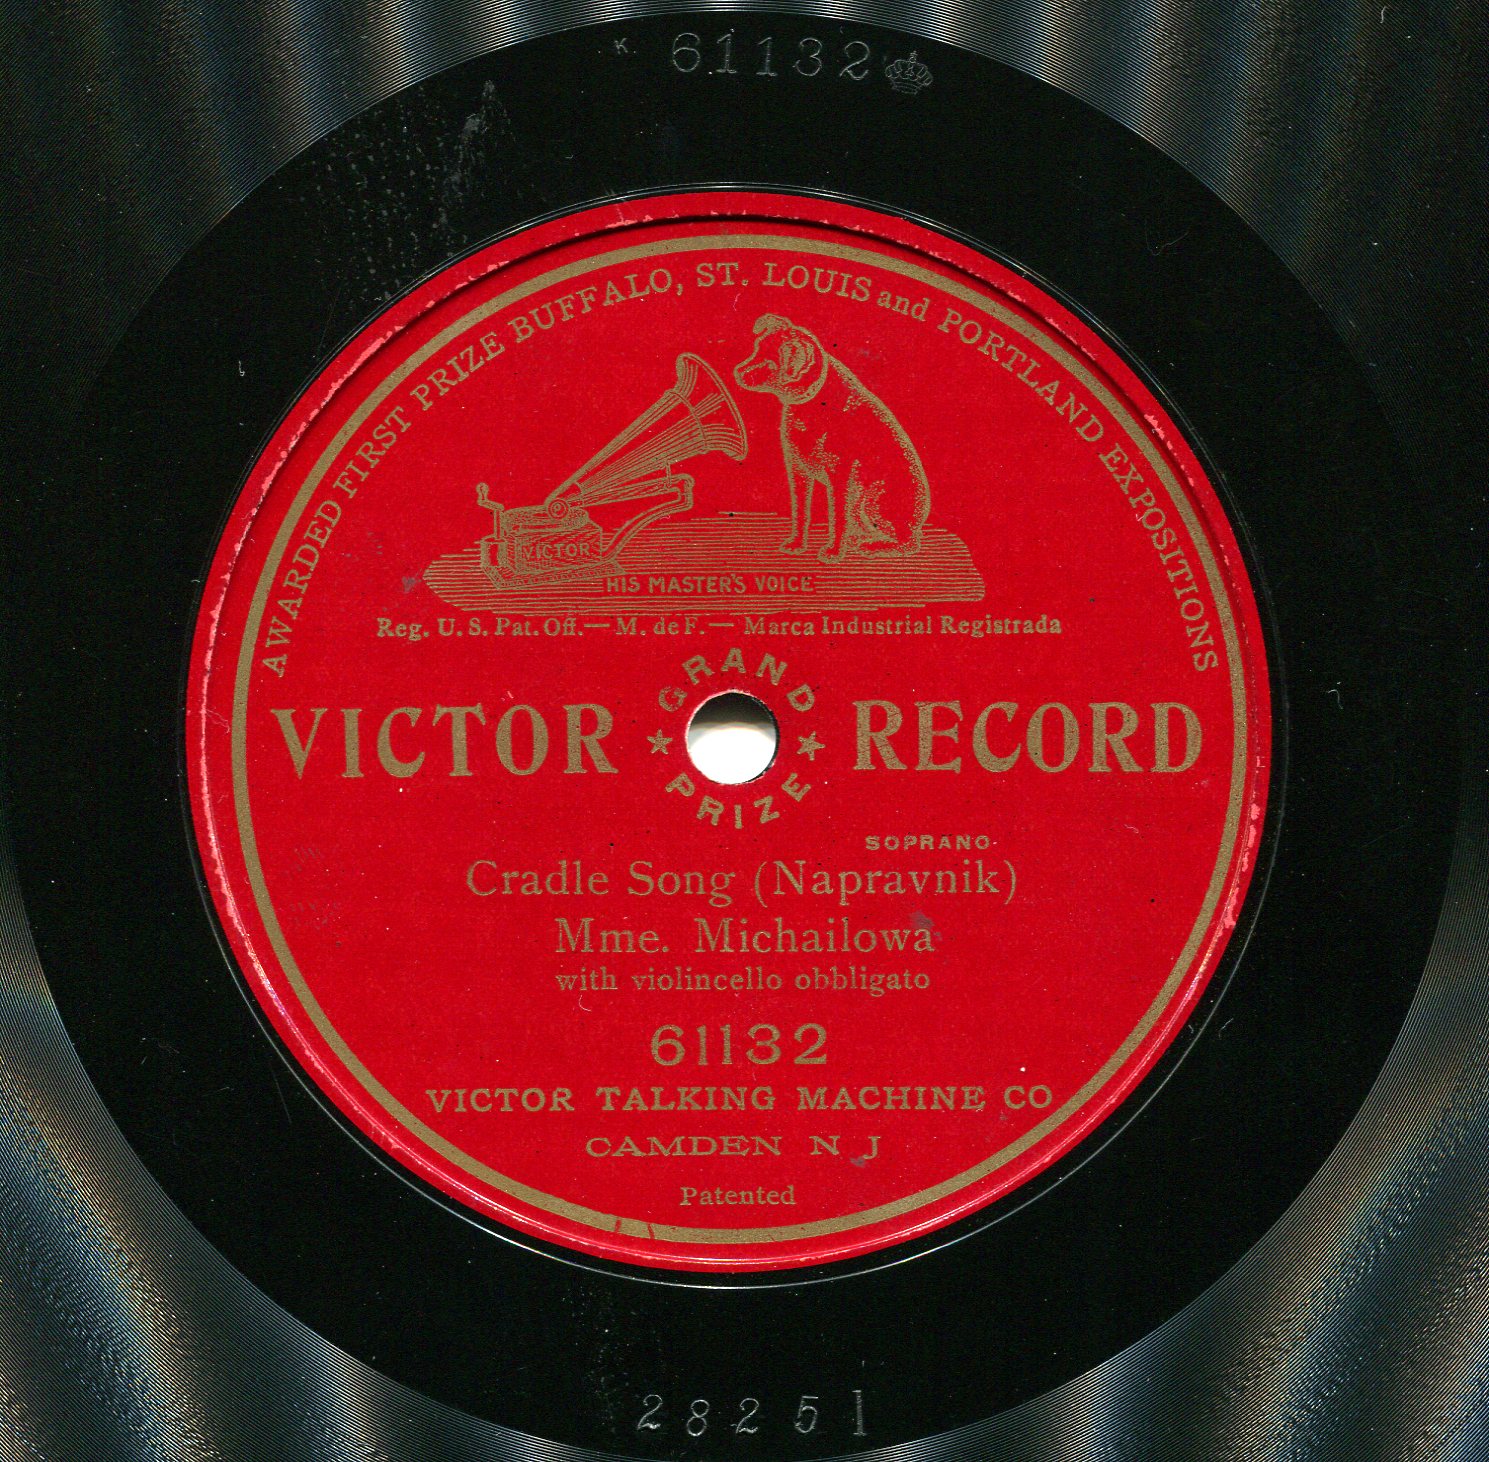 K 61132
AWARDED FIRST PRIZE BUFFALO, ST. LOUIS and PORTLAND EXPOSITIONS
VICTOR
HIS MASTER'S VOICE
Reg. U. S. Pat. Off.— M. de F.— Marca Industrial Registrada
GRAND
VICTOR RECORD
PRIZE
SOPRANO.
Cradle Song (Napravnik)
Mme. Michailowa
with violincello obbligato
61132
VICTOR TALKING MACHINE CO
CAMDEN N J
Patented
28251